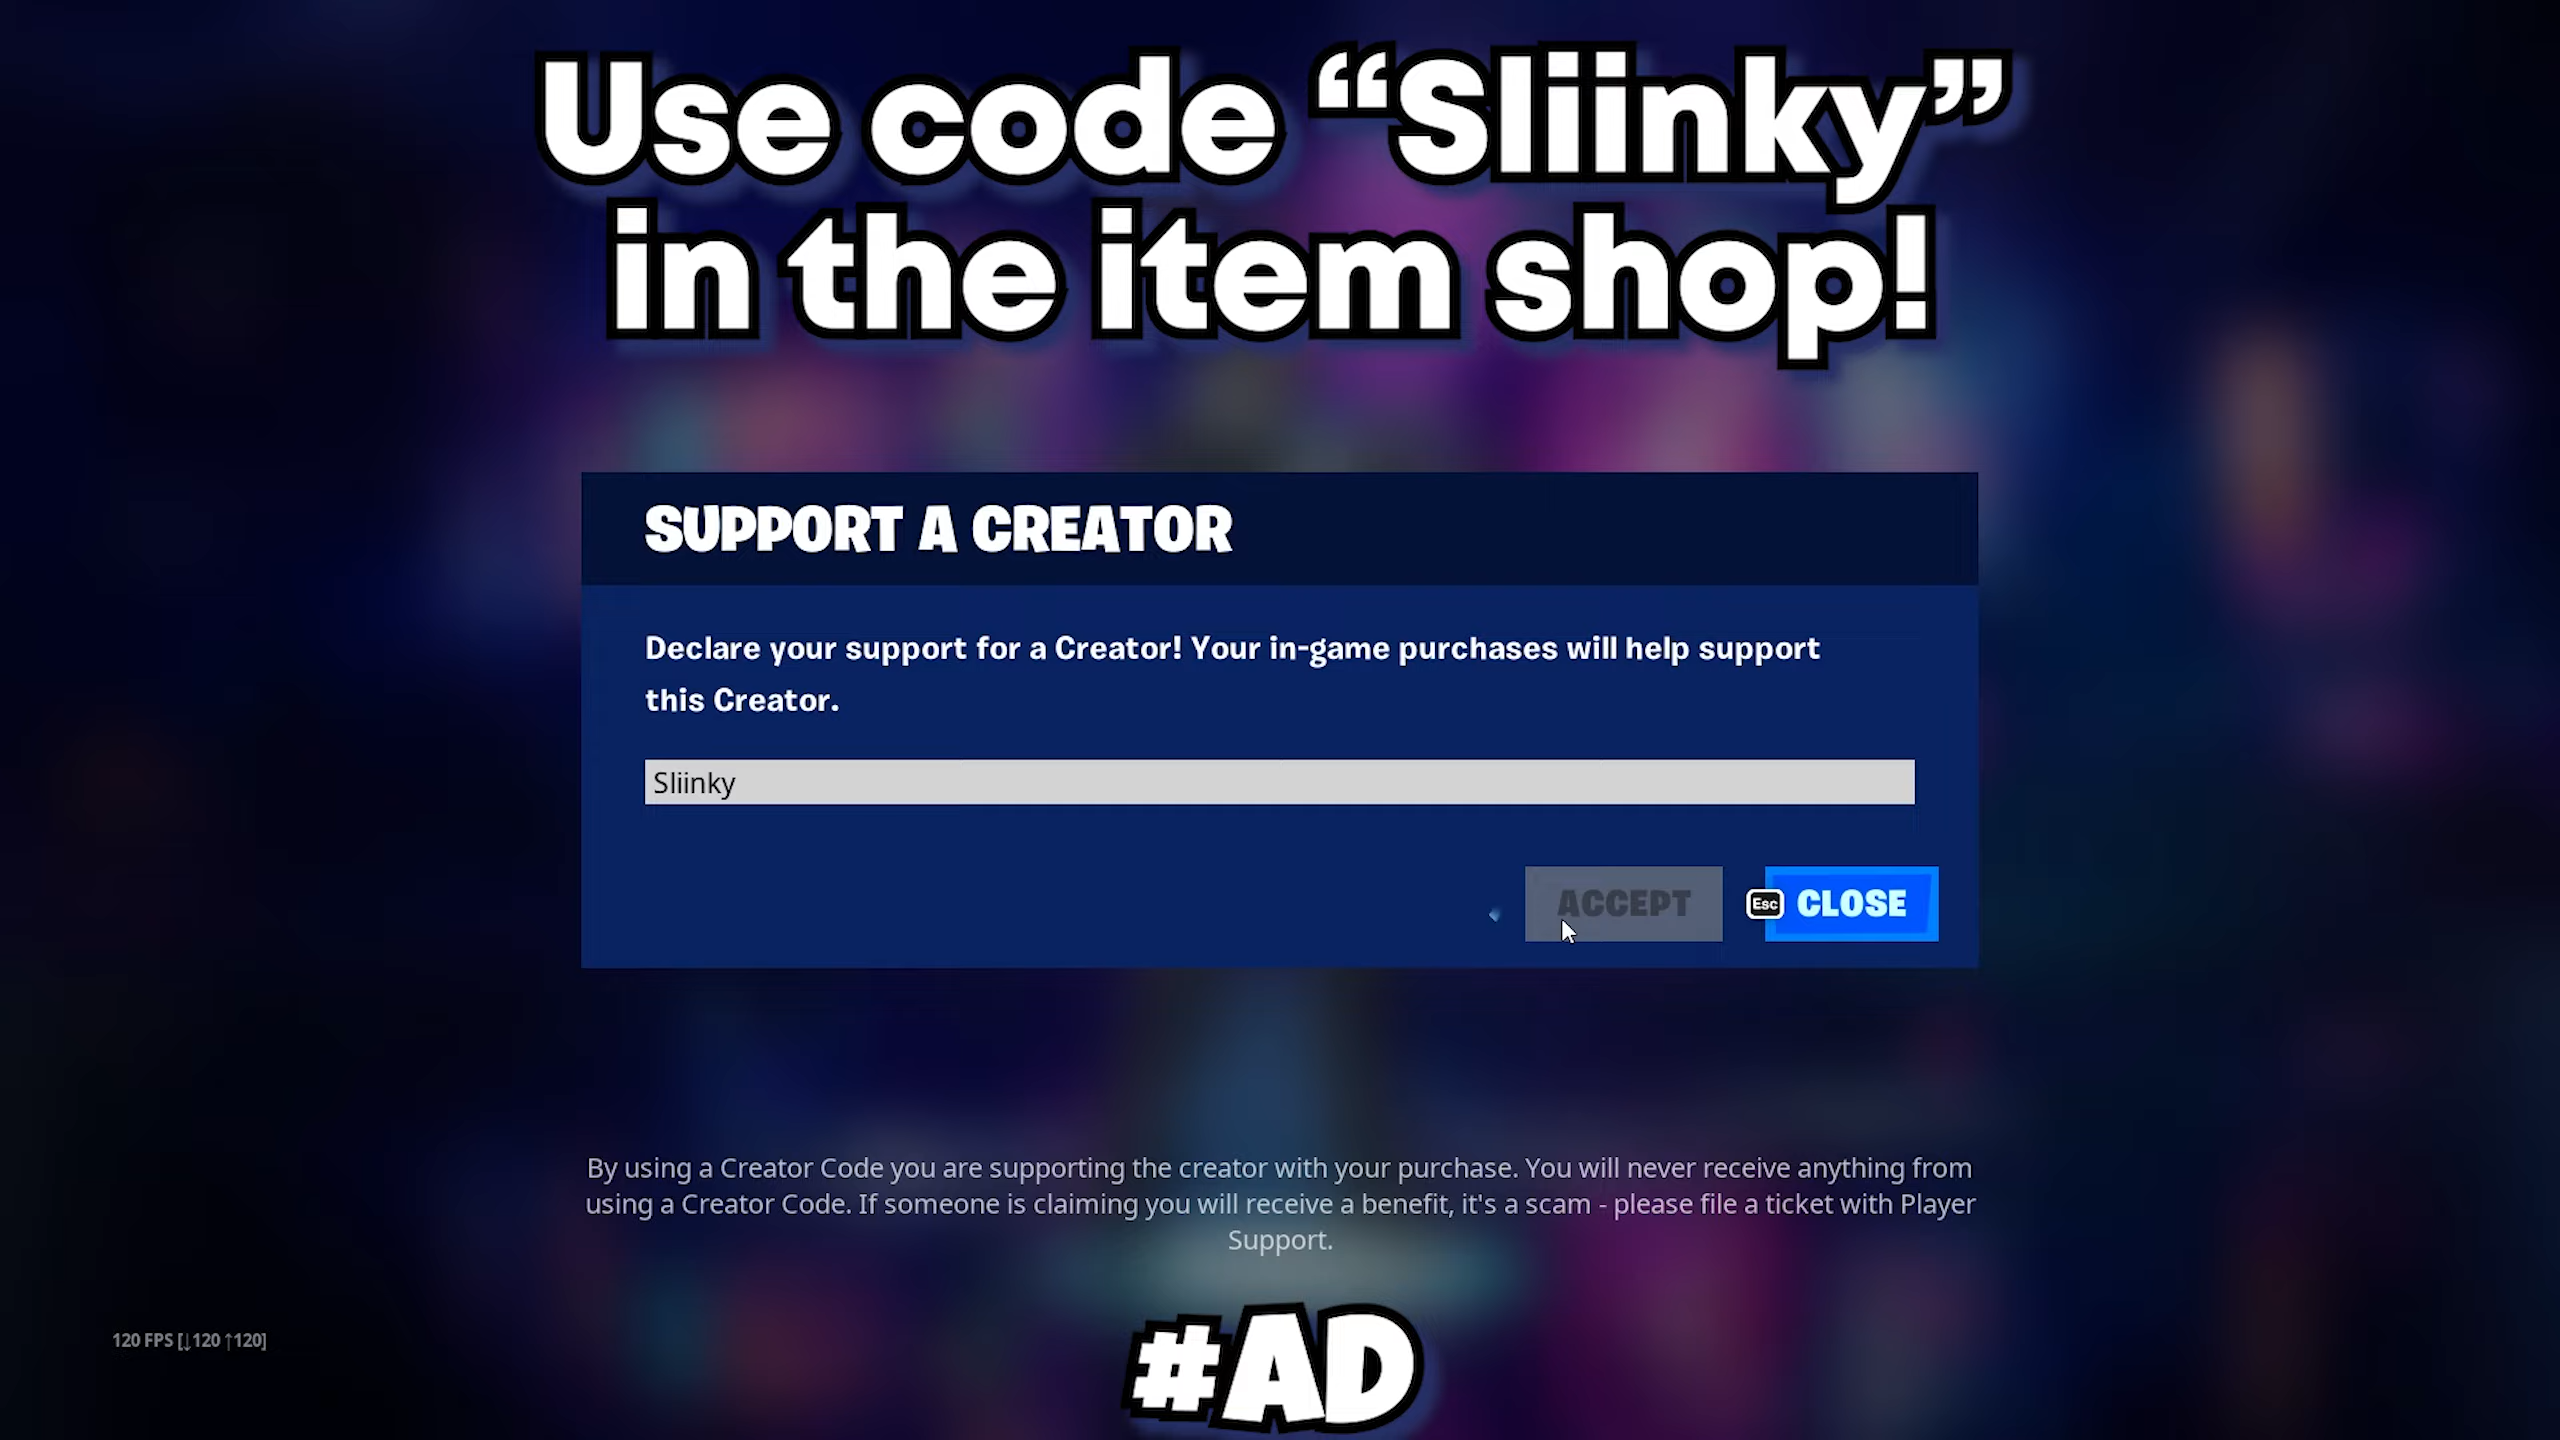 Use code “Sliinky”
in the item shop!
SUPPORT A CREATOR
Declare your support for a Creator! Your in-game purchases will help support
this Creator.
Sliinky
ACCEPT
Esc CLOSE
By using a Creator Code you are supporting the creator with your purchase. You will never receive anything from
using a Creator Code. If someone is claiming you will receive a benefit, it's a scam - please file a ticket with Player
Support.
120 FPS [↓120 ↑120]
#AD